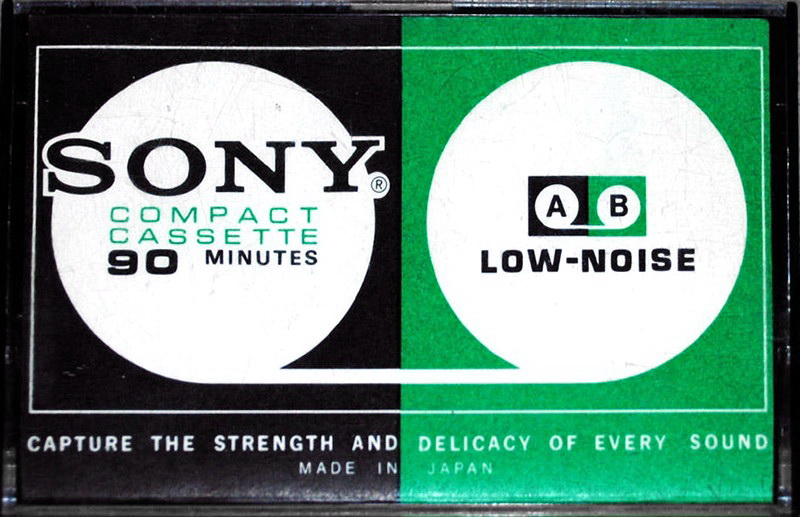 SONY®
COMPACT
CASSETTE
90 MINUTES
A B
LOW-NOISE
CAPTURE THE STRENGTH AND DELICACY OF EVERY SOUND
MADE IN JAPAN